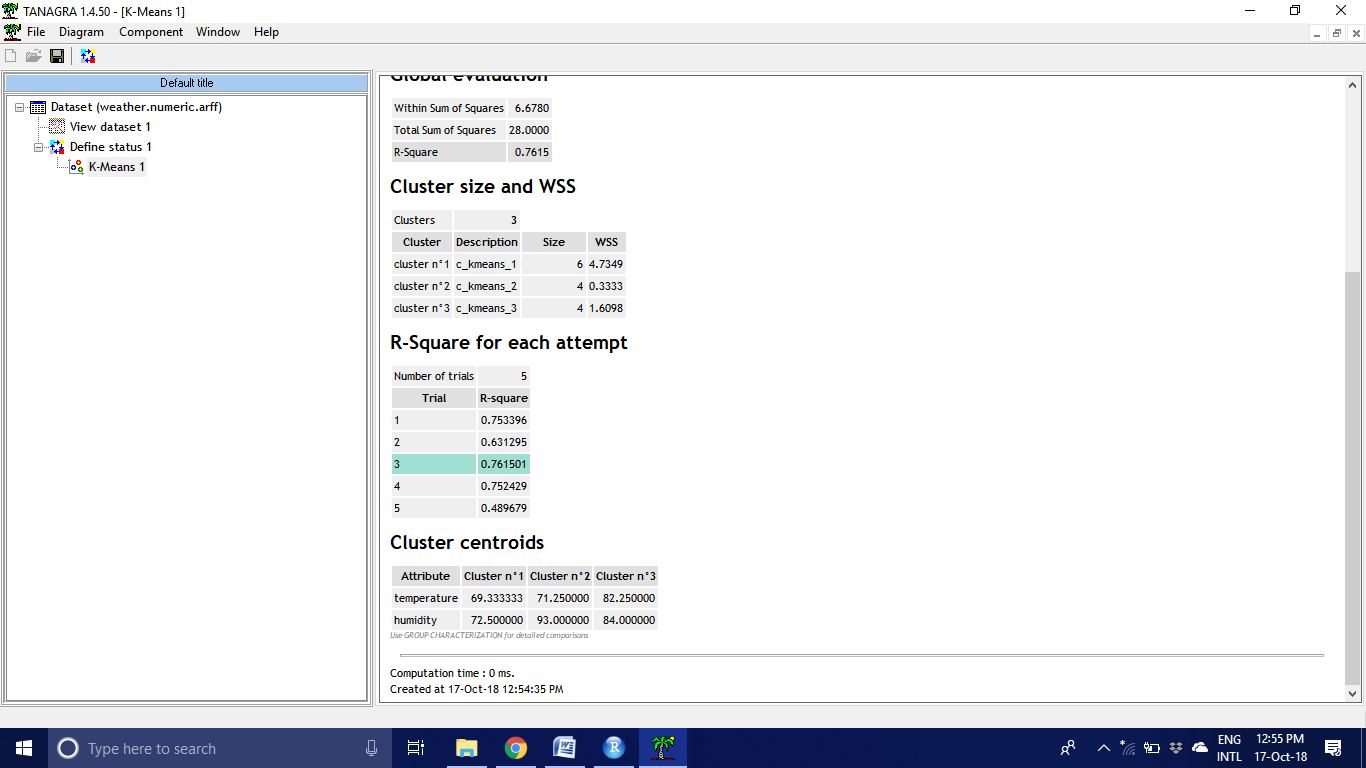 TANAGRA 1.4.50 - [K-Means 1]
File Diagram Component Window Help
Default title
Dataset (weather.numeric.arff)
View dataset 1
Define status 1
K-Means 1
Global evaluation
Within Sum of Squares 6.6780
Total Sum of Squares 28.0000
R-Square 0.7615
Cluster size and WSS
Clusters 3
Cluster Description Size WSS
cluster n°1 c_kmeans_1 6 4.7349
cluster n°2 c_kmeans_2 4 0.3333
cluster n°3 c_kmeans_3 4 1.6098
R-Square for each attempt
Number of trials 5
Trial R-square
1 0.753396
2 0.631295
3 0.761501
4 0.752429
5 0.489679
Cluster centroids
Attribute Cluster n°1 Cluster n°2 Cluster n°3
temperature 69.333333 71.250000 82.250000
humidity 72.500000 93.000000 84.000000
Use GROUP CHARACTERIZATION for detailed comparisons
Computation time : 0 ms.
Created at 17-Oct-18 12:54:35 PM
Type here to search
ENG 12:55 PM
INTL 17-Oct-18